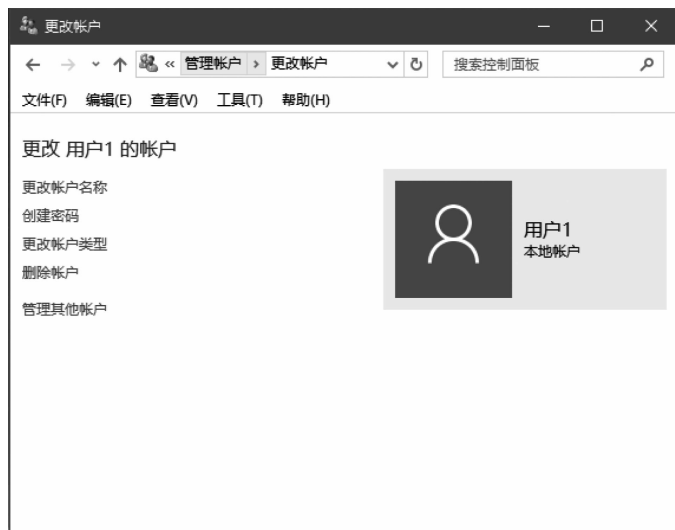 更改帐户
« 管理帐户 › 更改帐户
搜索控制面板
文件(F) 编辑(E) 查看(V) 工具(T) 帮助(H)
更改 用户1 的帐户
更改帐户名称
创建密码
更改帐户类型
删除帐户
管理其他帐户
用户1
本地帐户